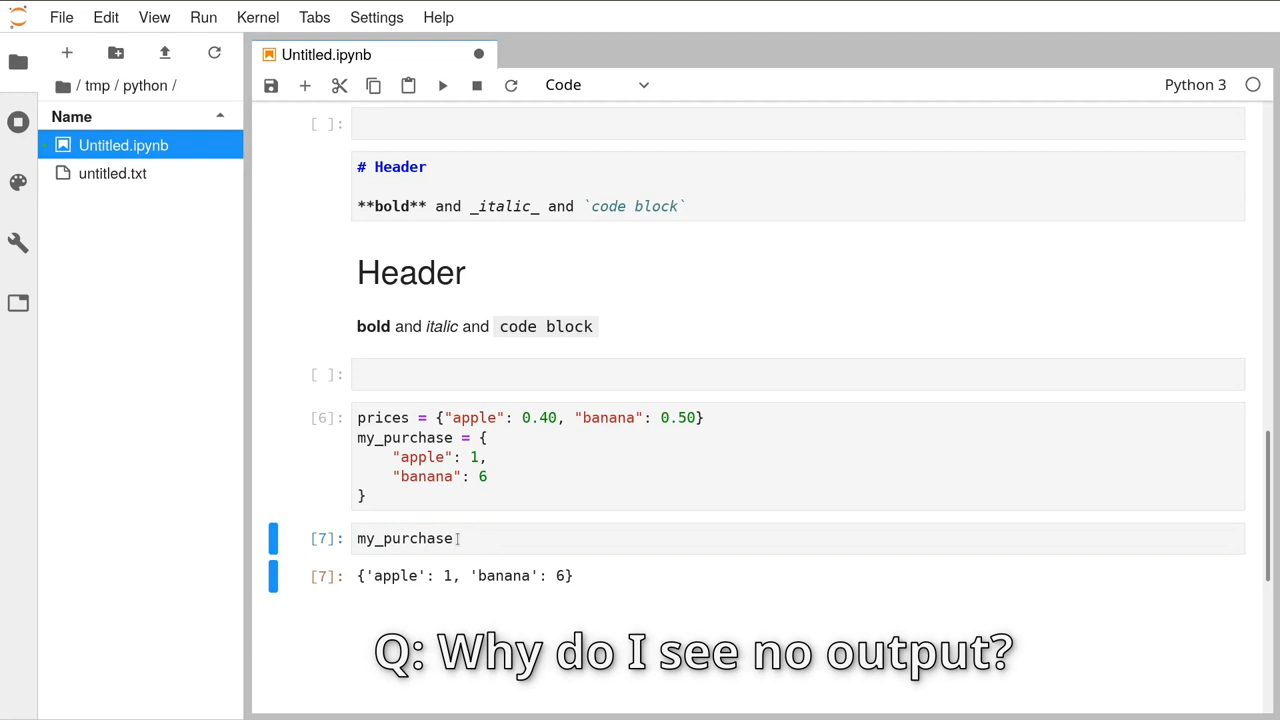 File Edit View Run Kernel Tabs Settings Help
Untitled.ipynb
/ tmp / python /
Code
Python 3
Name
Untitled.ipynb
untitled.txt
[ ]:
# Header
**bold** and _italic_ and `code block`
Header
bold and italic and code block
[ ]:
[6]: prices = {"apple": 0.40, "banana": 0.50}
my_purchase = {
"apple": 1,
"banana": 6
}
[7]: my_purchase
[7]: {'apple': 1, 'banana': 6}
Q: Why do I see no output?